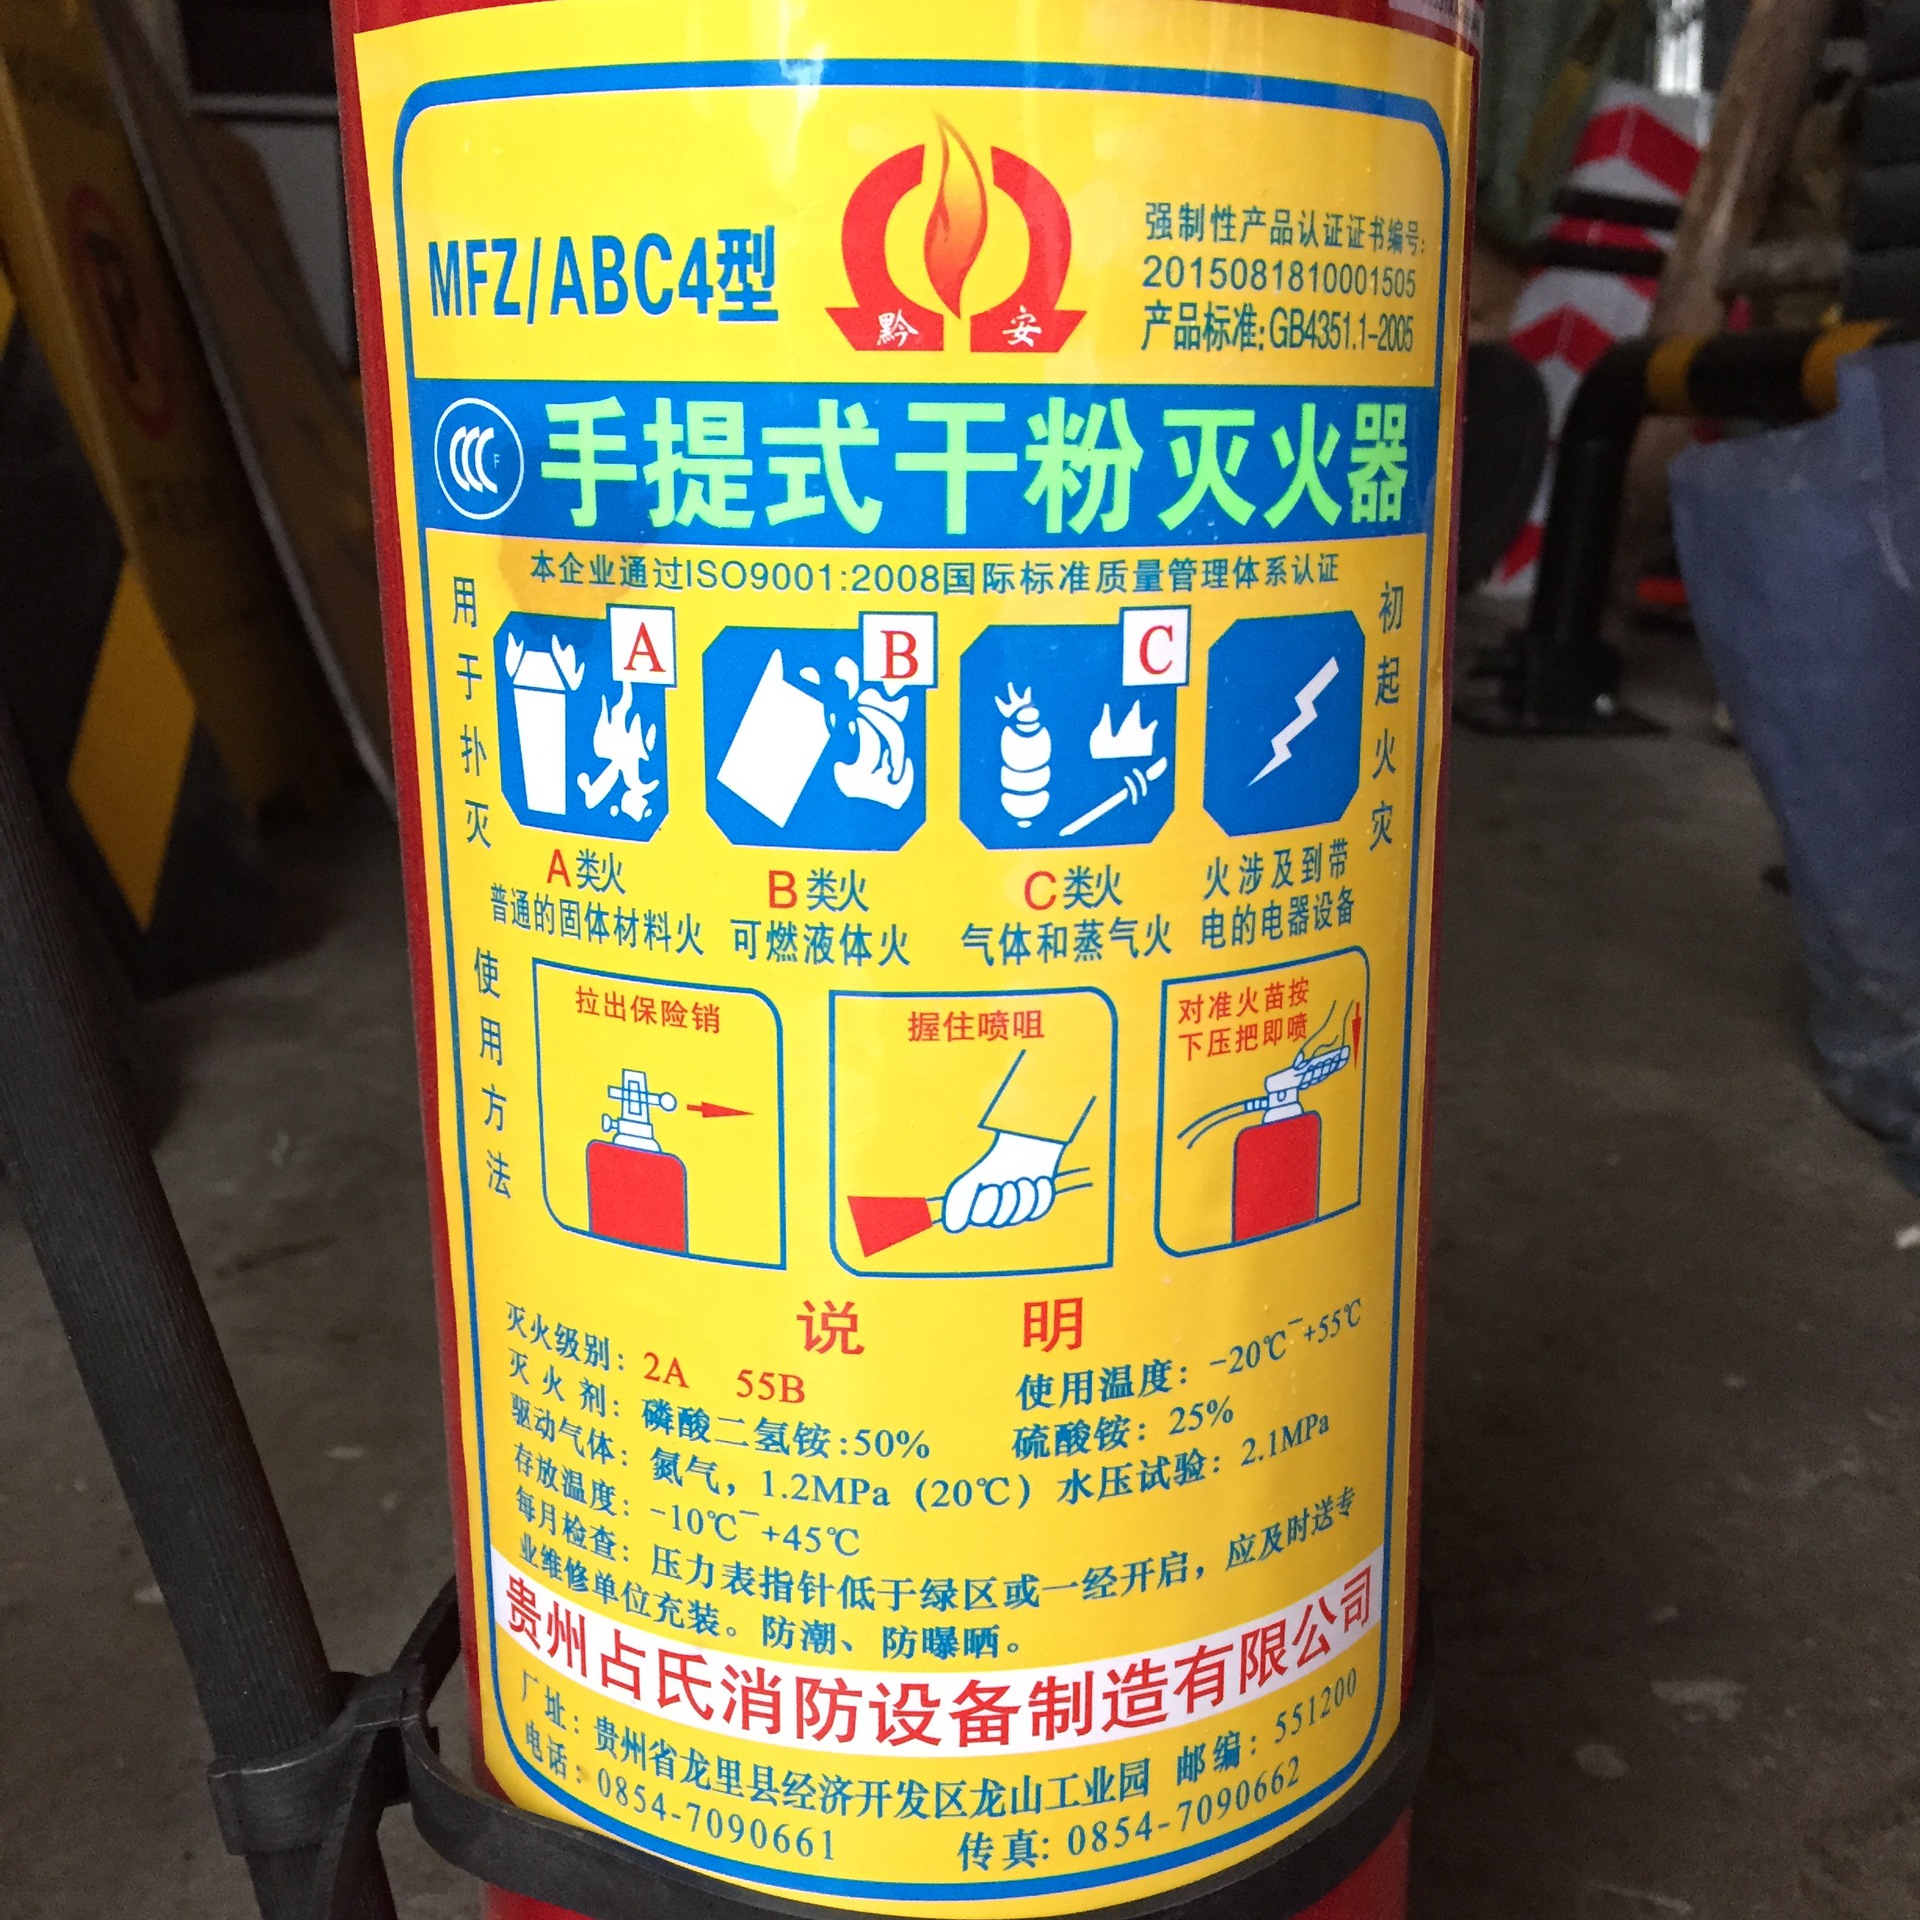 MFZ/ABC4型
黔安
强制性产品认证证书编号:
2015081810001505
产品标准:GB4351.1-2005
CCC F
手提式干粉灭火器
本企业通过ISO9001:2008国际标准质量管理体系认证
用于扑灭
初起火灾
A
B
C
A类火
普通的固体材料火
B类火
可燃液体火
C类火
气体和蒸气火
火涉及到带
电的电器设备
使用方法
拉出保险销
握住喷咀
对准火苗按
下压把即喷
说明
灭火级别: 2A 55B 使用温度: -20℃¯+55℃
灭火剂: 磷酸二氢铵:50% 硫酸铵: 25%
驱动气体: 氮气，1.2MPa (20℃) 水压试验: 2.1MPa
存放温度: -10℃¯+45℃
每月检查: 压力表指针低于绿区或一经开启，应及时送专
业维修单位充装。防潮、防曝晒。
贵州占氏消防设备制造有限公司
厂址: 贵州省龙里县经济开发区龙山工业园 邮编: 551200
电话: 0854-7090661 传真: 0854-7090662